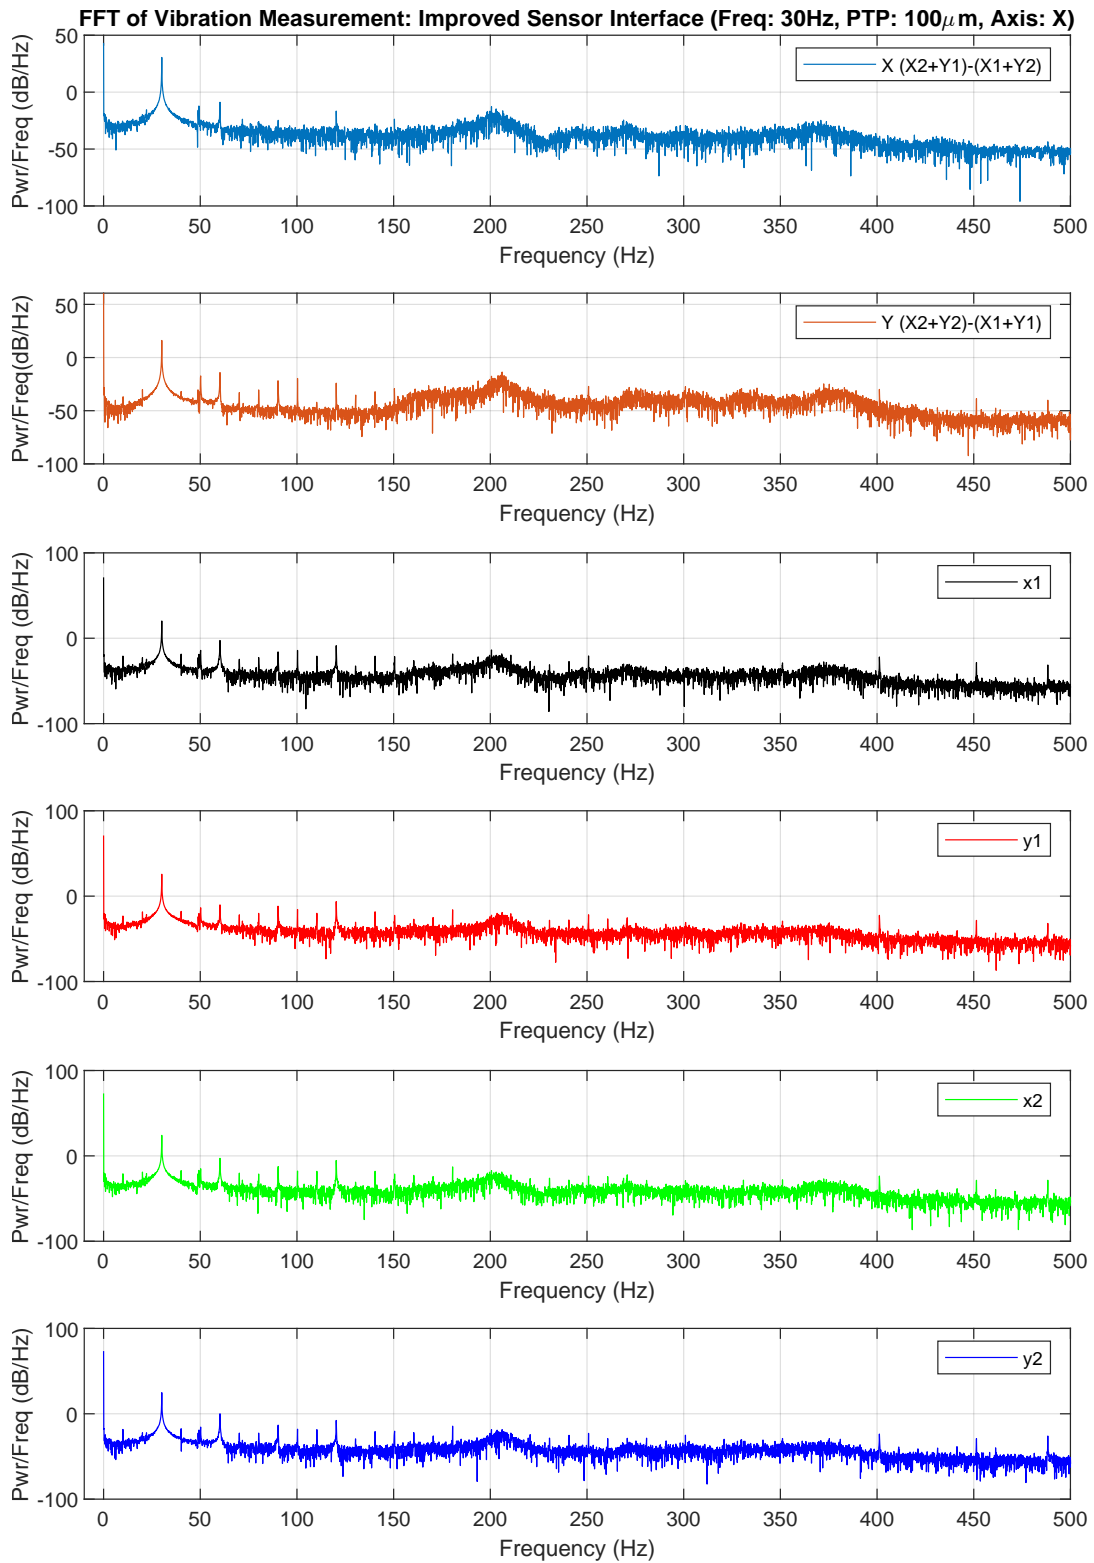 FFT of Vibration Measurement: Improved Sensor Interface (Freq: 30Hz, PTP: 100μm, Axis: X)
50
0
-50
-100
Pwr/Freq (dB/Hz)
X (X2+Y1)-(X1+Y2)
0 50 100 150 200 250 300 350 400 450 500
Frequency (Hz)
50
0
-50
-100
Pwr/Freq(dB/Hz)
Y (X2+Y2)-(X1+Y1)
0 50 100 150 200 250 300 350 400 450 500
Frequency (Hz)
100
0
-100
Pwr/Freq (dB/Hz)
x1
0 50 100 150 200 250 300 350 400 450 500
Frequency (Hz)
100
0
-100
Pwr/Freq (dB/Hz)
y1
0 50 100 150 200 250 300 350 400 450 500
Frequency (Hz)
100
0
-100
Pwr/Freq (dB/Hz)
x2
0 50 100 150 200 250 300 350 400 450 500
Frequency (Hz)
100
0
-100
Pwr/Freq (dB/Hz)
y2
0 50 100 150 200 250 300 350 400 450 500
Frequency (Hz)